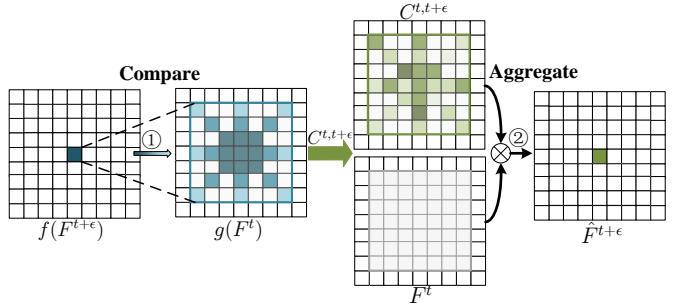 Compare
①
f(F^{t+ϵ})
g(F^t)
C^{t,t+ϵ}
C^{t,t+ϵ}
F^t
Aggregate
②
⊗
F̂^{t+ϵ}